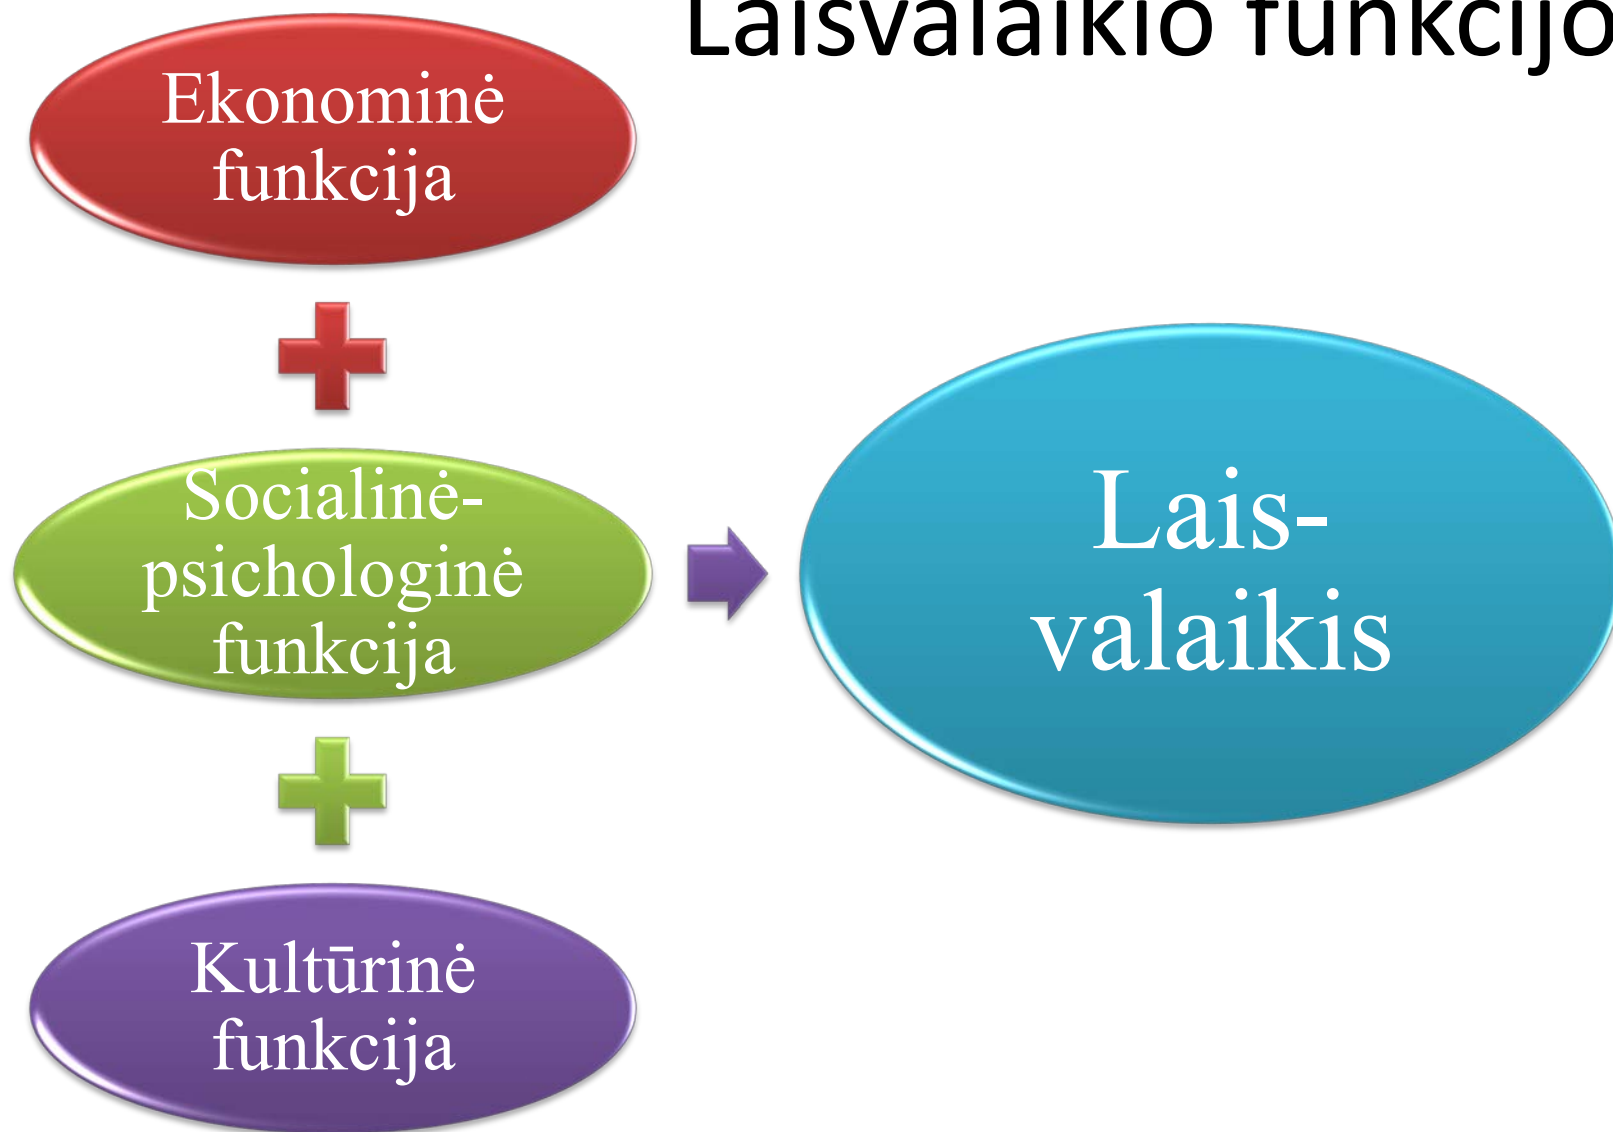 Laisvalaikio funkcijo
Ekonominė
funkcija
Socialinė-
psichologinė
funkcija
Kultūrinė
funkcija
Lais-
valaikis